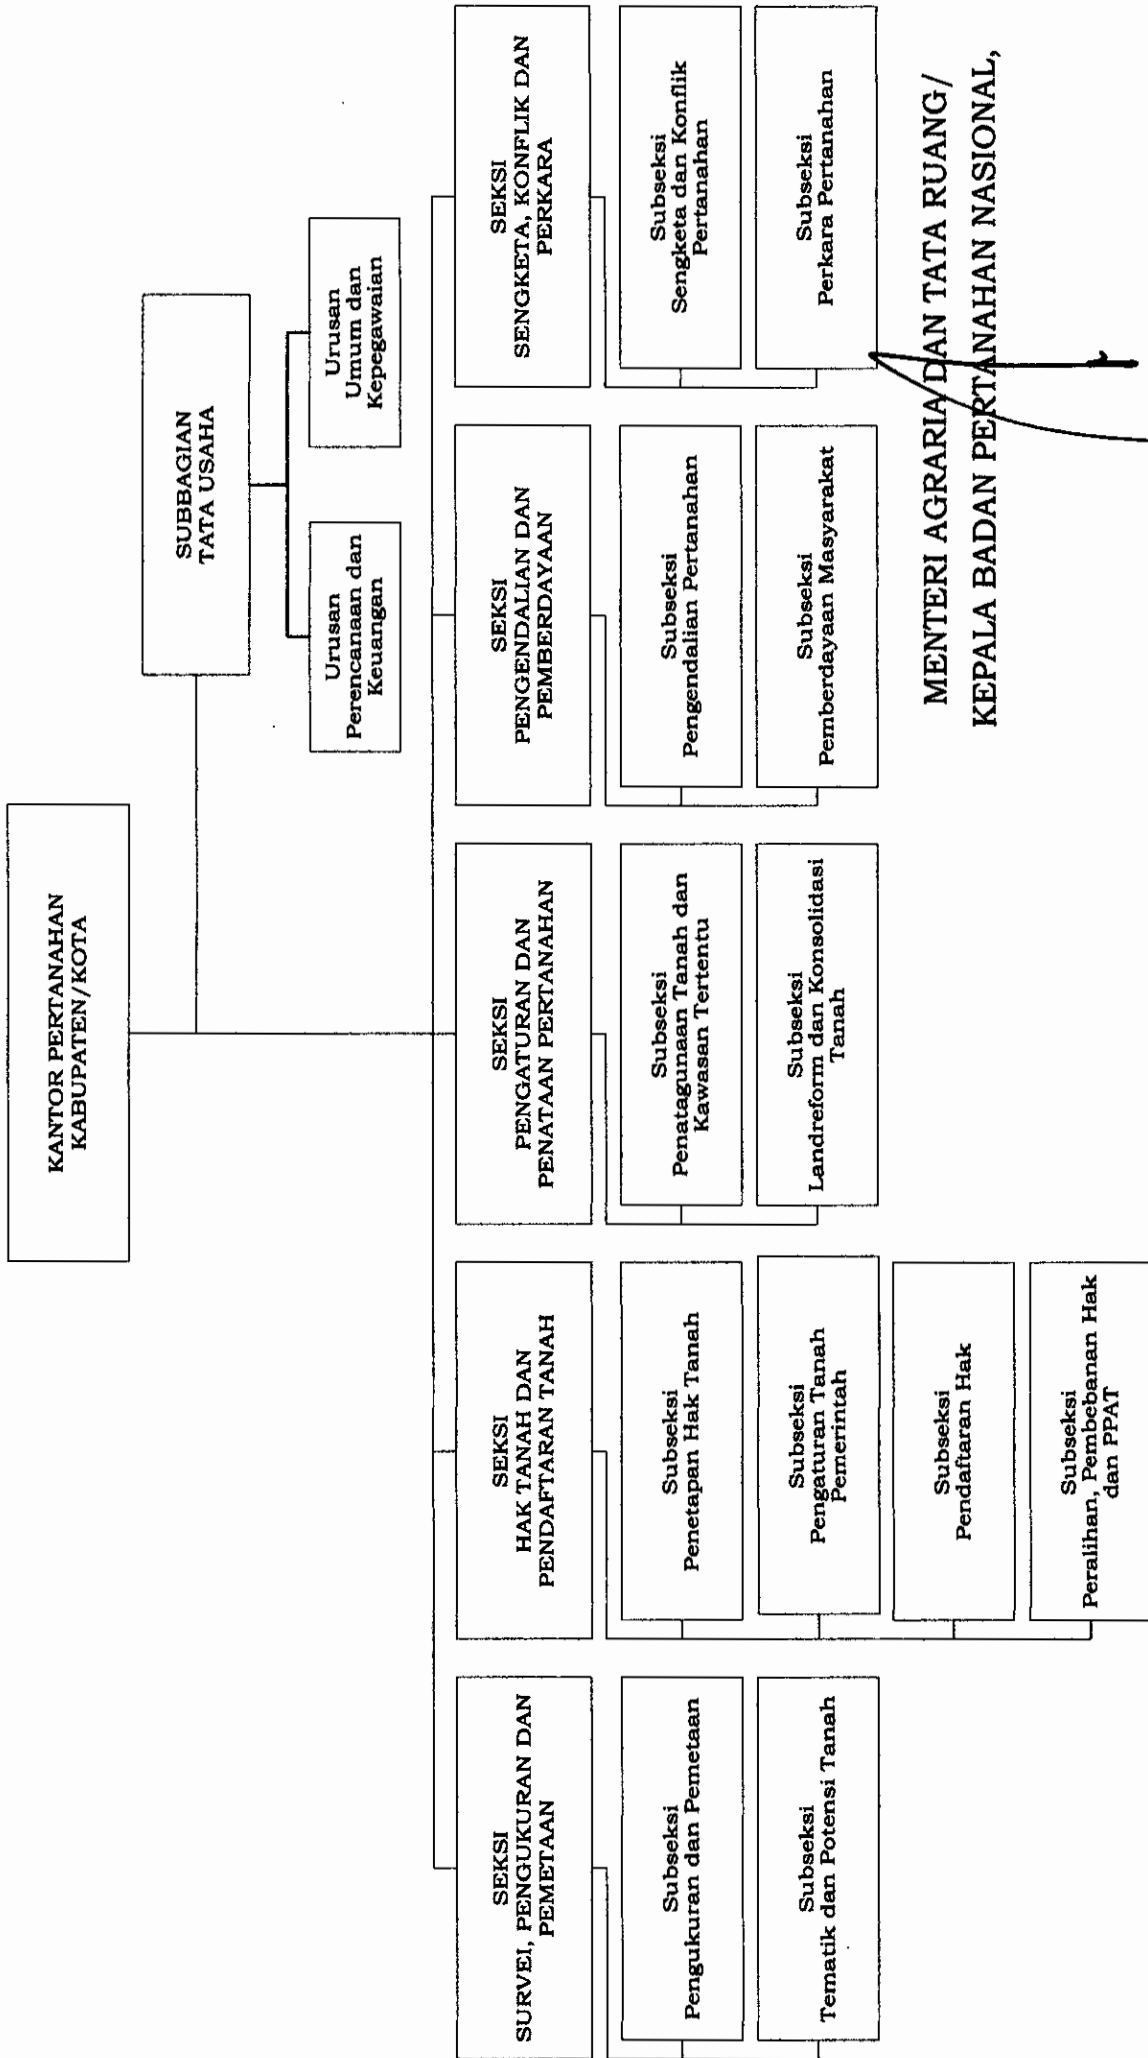 KANTOR PERTANAHAN
KABUPATEN/KOTA
SUBBAGIAN
TATA USAHA
Urusan
Perencanaan dan
Keuangan
Urusan
Umum dan
Kepegawaian
SEKSI
SURVEI, PENGUKURAN DAN
PEMETAAN
Subseksi
Pengukuran dan Pemetaan
Subseksi
Tematik dan Potensi Tanah
SEKSI
HAK TANAH DAN
PENDAFTARAN TANAH
Subseksi
Penetapan Hak Tanah
Subseksi
Pengaturan Tanah
Pemerintah
Subseksi
Pendaftaran Hak
Subseksi
Peralihan, Pembebanan Hak
dan PPAT
SEKSI
PENGATURAN DAN
PENATAAN PERTANAHAN
Subseksi
Penatagunaan Tanah dan
Kawasan Tertentu
Subseksi
Landreform dan Konsolidasi
Tanah
SEKSI
PENGENDALIAN DAN
PEMBERDAYAAN
Subseksi
Pengendalian Pertanahan
Subseksi
Pemberdayaan Masyarakat
SEKSI
SENGKETA, KONFLIK DAN
PERKARA
Subseksi
Sengketa dan Konflik
Pertanahan
Subseksi
Perkara Pertanahan
MENTERI AGRARIA DAN TATA RUANG/
KEPALA BADAN PERTANAHAN NASIONAL,